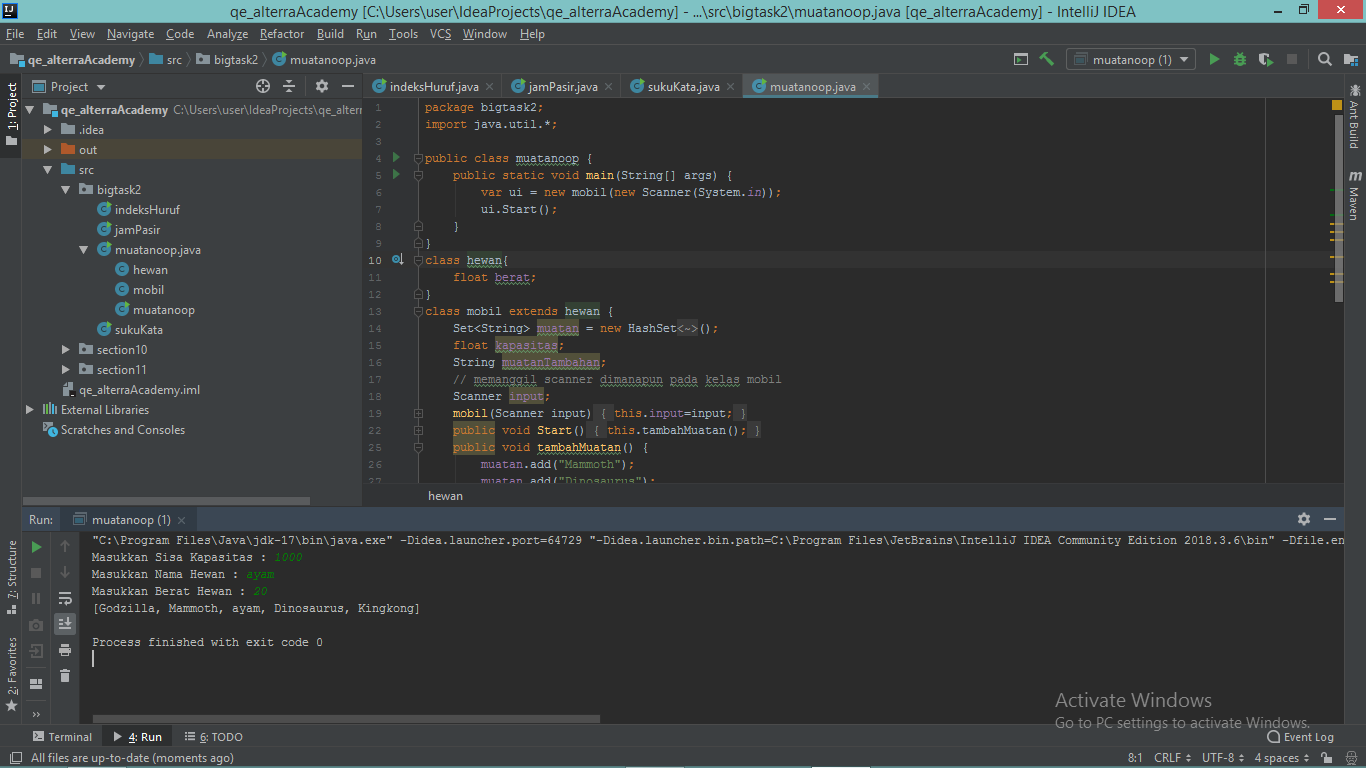 qe_alterraAcademy [C:\Users\user\IdeaProjects\qe_alterraAcademy] - ...\src\bigtask2\muatanoop.java [qe_alterraAcademy] - IntelliJ IDEA
File Edit View Navigate Code Analyze Refactor Build Run Tools VCS Window Help
qe_alterraAcademy src bigtask2 muatanoop.java muatanoop (1)
Project
indeksHuruf.java jamPasir.java sukuKata.java muatanoop.java
1: Project
qe_alterraAcademy C:\Users\user\IdeaProjects\qe_alterr
.idea
out
src
bigtask2
indeksHuruf
jamPasir
muatanoop.java
hewan
mobil
muatanoop
sukuKata
section10
section11
qe_alterraAcademy.iml
External Libraries
Scratches and Consoles
1 package bigtask2;
2 import java.util.*;
3
4 public class muatanoop {
5 public static void main(String[] args) {
6 var ui = new mobil(new Scanner(System.in));
7 ui.Start();
8 }
9 }
10 class hewan{
11 float berat;
12 }
13 class mobil extends hewan {
14 Set<String> muatan = new HashSet<~>();
15 float kapasitas;
16 String muatanTambahan;
17 // memanggil scanner dimanapun pada kelas mobil
18 Scanner input;
19 mobil(Scanner input) { this.input=input; }
22 public void Start() { this.tambahMuatan(); }
25 public void tambahMuatan() {
26 muatan.add("Mammoth");
27 muatan.add("Dinosaurus");
hewan
Ant Build
Maven
Run: muatanoop (1)
"C:\Program Files\Java\jdk-17\bin\java.exe" -Didea.launcher.port=64729 "-Didea.launcher.bin.path=C:\Program Files\JetBrains\IntelliJ IDEA Community Edition 2018.3.6\bin" -Dfile.en
Masukkan Sisa Kapasitas : 1000
Masukkan Nama Hewan : ayam
Masukkan Berat Hewan : 20
[Godzilla, Mammoth, ayam, Dinosaurus, Kingkong]
Process finished with exit code 0
7: Structure
2: Favorites
Activate Windows
Go to PC settings to activate Windows.
Terminal 4: Run 6: TODO Event Log
All files are up-to-date (moments ago) 8:1 CRLF UTF-8 4 spaces